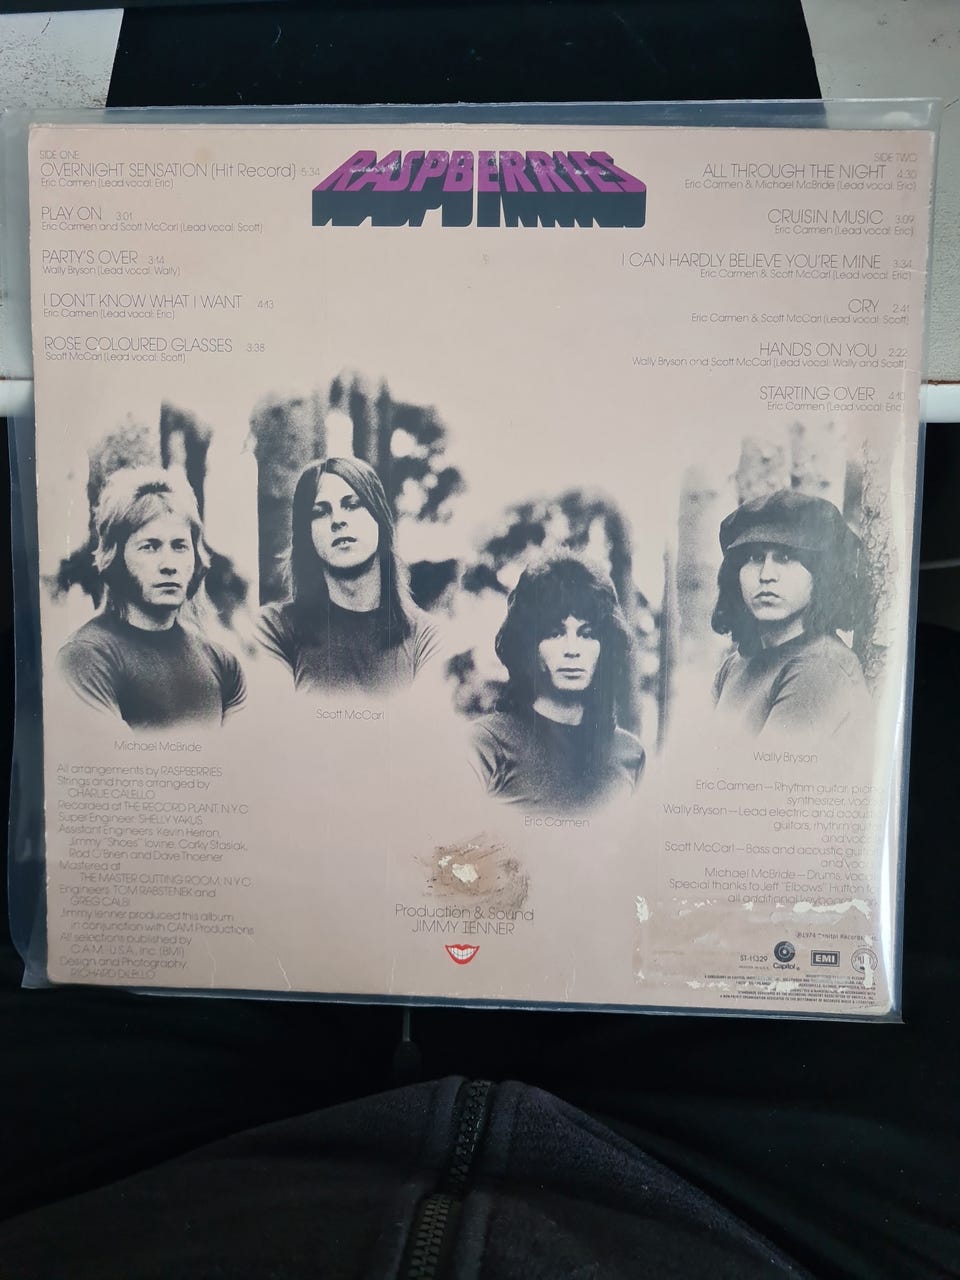 RASPBERRIES
SIDE ONE
OVERNIGHT SENSATION (Hit Record) 5:34
Eric Carmen (Lead vocal: Eric)
PLAY ON 3:01
Eric Carmen and Scott McCarl (Lead vocal: Scott)
PARTY'S OVER 3:14
Wally Bryson (Lead vocal: Wally)
I DON'T KNOW WHAT I WANT 4:13
Eric Carmen (Lead vocal: Eric)
ROSE COLOURED GLASSES 3:38
Scott McCarl (Lead vocal: Scott)
SIDE TWO
ALL THROUGH THE NIGHT 4:30
Eric Carmen & Michael McBride (Lead vocal: Eric)
CRUISIN MUSIC 3:09
Eric Carmen (Lead vocal: Eric)
I CAN HARDLY BELIEVE YOU'RE MINE 3:34
Eric Carmen & Scott McCarl (Lead vocal: Eric)
CRY 2:41
Eric Carmen & Scott McCarl (Lead vocal: Eric)
HANDS ON YOU 2:22
Wally Bryson and Scott McCarl (Lead vocal: Wally and Scott)
STARTING OVER 4:10
Eric Carmen (Lead vocal: Eric)
Michael McBride
Scott McCarl
Eric Carmen
Wally Bryson
All arrangements by RASPBERRIES
Strings and horns arranged by
CHARLIE CALELLO
Recorded at THE RECORD PLANT, N.Y.C.
Super Engineer: SHELLY YAKUS
Assistant Engineers: Kevin Herron,
Jimmy "Shoes" Iovine, Corky Stasiak,
Rod O'Brien and Dave Thoener
Mastered at
THE MASTER CUTTING ROOM, N.Y.C.
Engineers: TOM RABSTENEK and
GREG CALBI
Jimmy Ienner produced this album
in conjunction with CAM Productions
All selections published by
C.A.M.-U.S.A., Inc. (BMI)
Design and Photography:
RICHARD DiLELLO
Production & Sound
JIMMY IENNER
Eric Carmen—Rhythm guitar, piano
synthesizer, vocals
Wally Bryson—Lead electric and acoustic
guitars, rhythm guitar
and vocals
Scott McCarl—Bass and acoustic guitar
and vocals
Michael McBride—Drums, vocals
Special thanks to Jeff "Elbows" Hutton for
all additional keyboards
℗1974 Capitol Records, Inc.
ST-11329
PRINTED IN U.S.A.
Capitol®
EMI